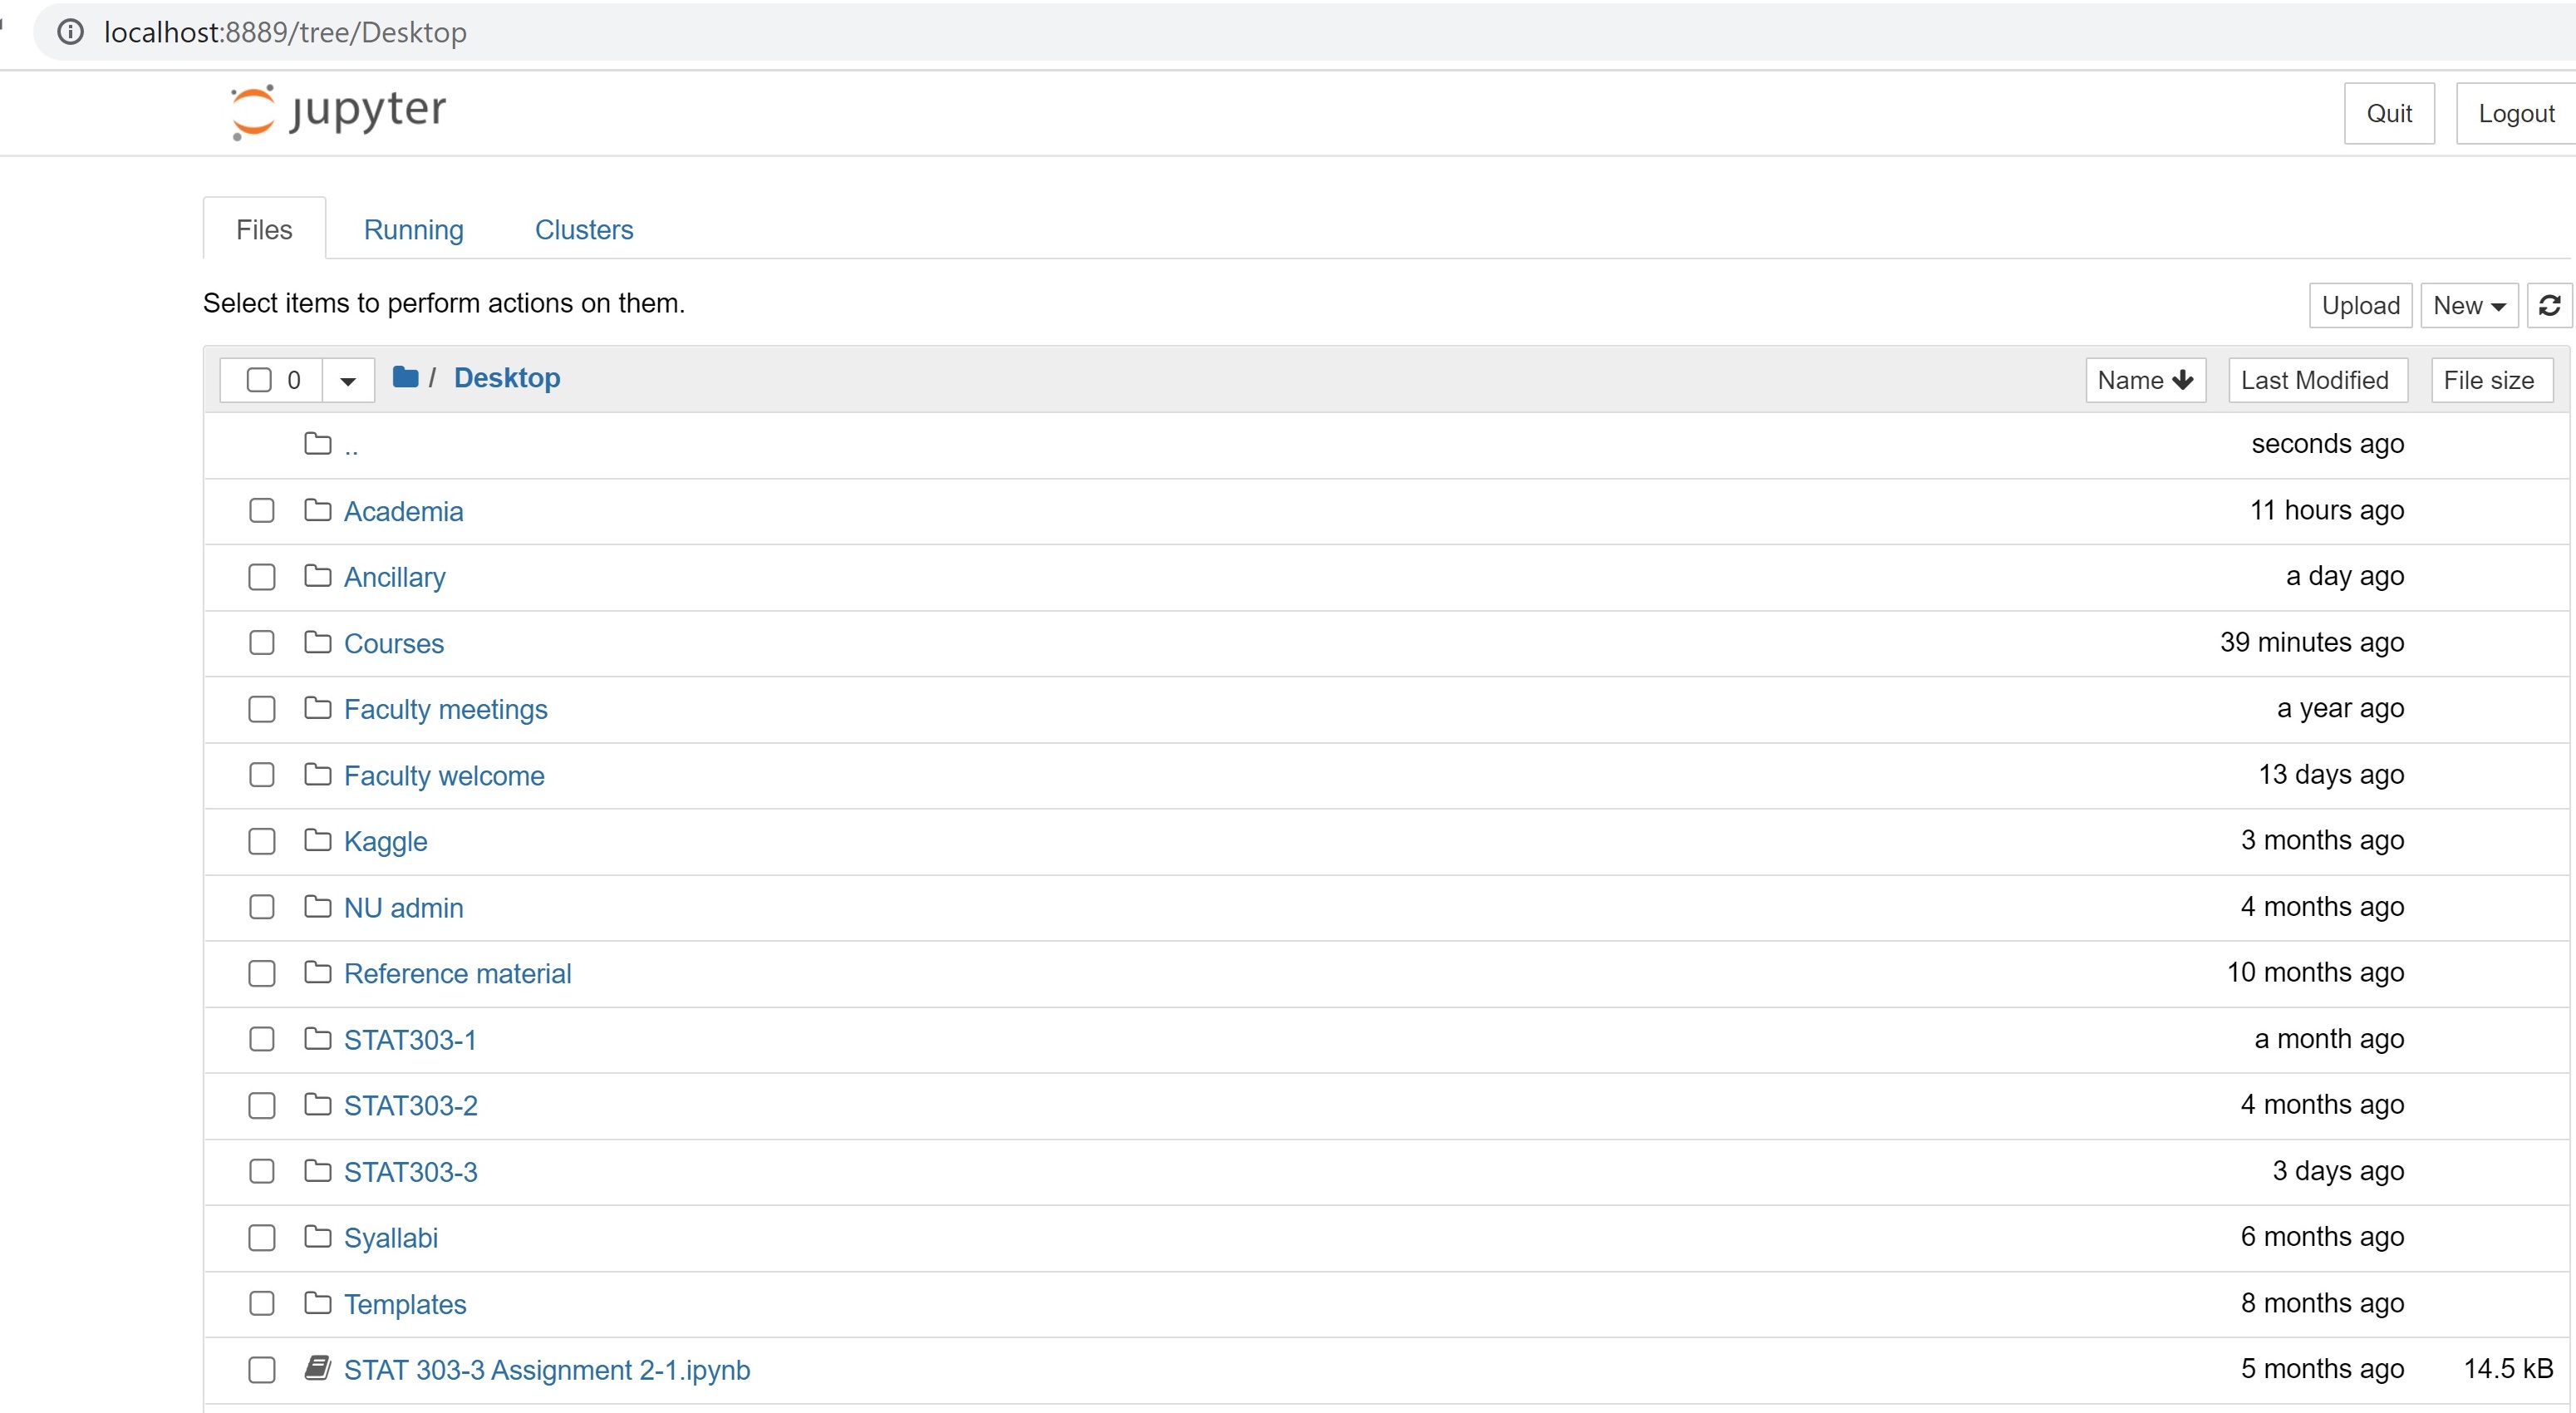 localhost:8889/tree/Desktop
jupyter
Quit Logout
Files Running Clusters
Select items to perform actions on them.
Upload New
0 / Desktop Name Last Modified File size
.. seconds ago
Academia 11 hours ago
Ancillary a day ago
Courses 39 minutes ago
Faculty meetings a year ago
Faculty welcome 13 days ago
Kaggle 3 months ago
NU admin 4 months ago
Reference material 10 months ago
STAT303-1 a month ago
STAT303-2 4 months ago
STAT303-3 3 days ago
Syallabi 6 months ago
Templates 8 months ago
STAT 303-3 Assignment 2-1.ipynb 5 months ago 14.5 kB